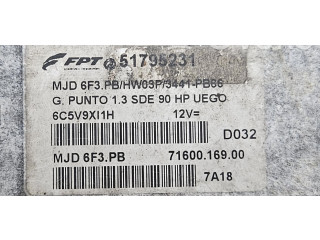 FPT 51795231
MJD 6F3.PB/HW03P/3441-PB66
G. PUNTO 1.3 SDE 90 HP UEGO
6C5V9XI1H 12V=
D032
MJD 6F3.PB 71600.169.00
7A18